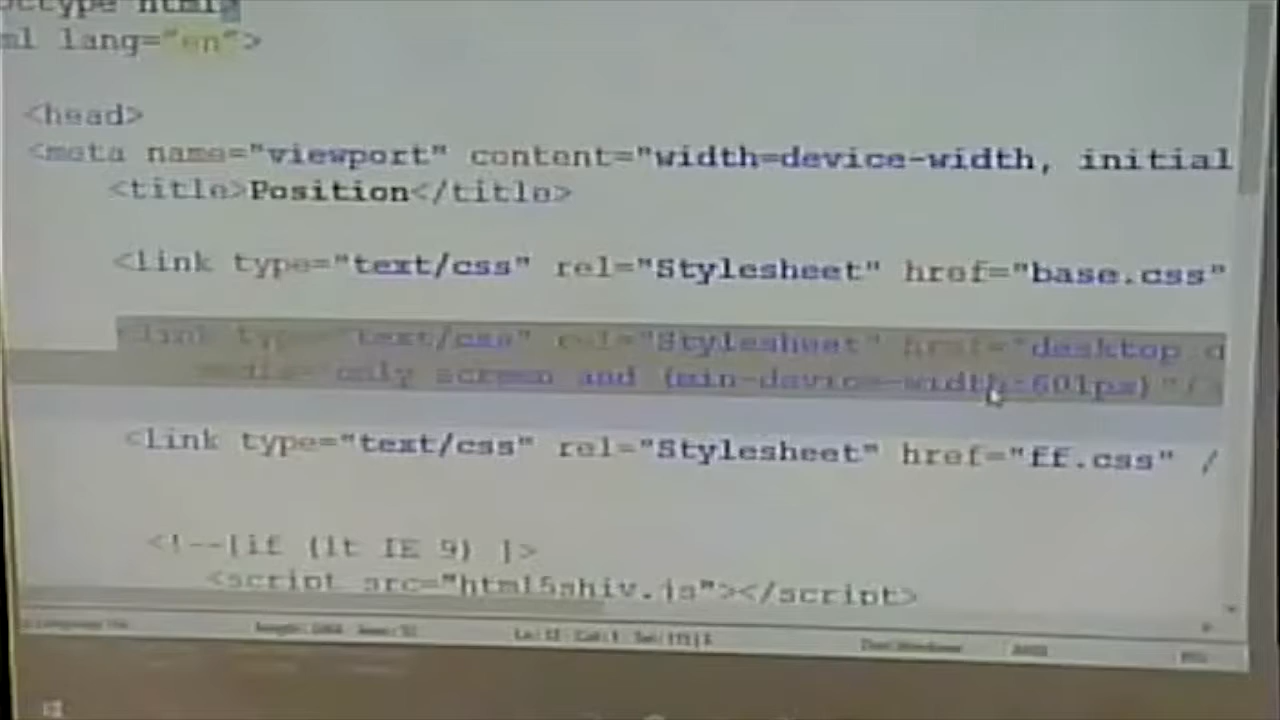 octype html>
ml lang="en">
<head>
<meta name="viewport" content="width=device-width, initial
<title>Position</title>
<link type="text/css" rel="Stylesheet" href="base.css"
<link type="text/css" rel="Stylesheet" href="desktop.c
media="only screen and (min-device-width:601px)"/>
<link type="text/css" rel="Stylesheet" href="ff.css" /
<!--[if (lt IE 9) ]>
<script src="html5shiv.js"></script>